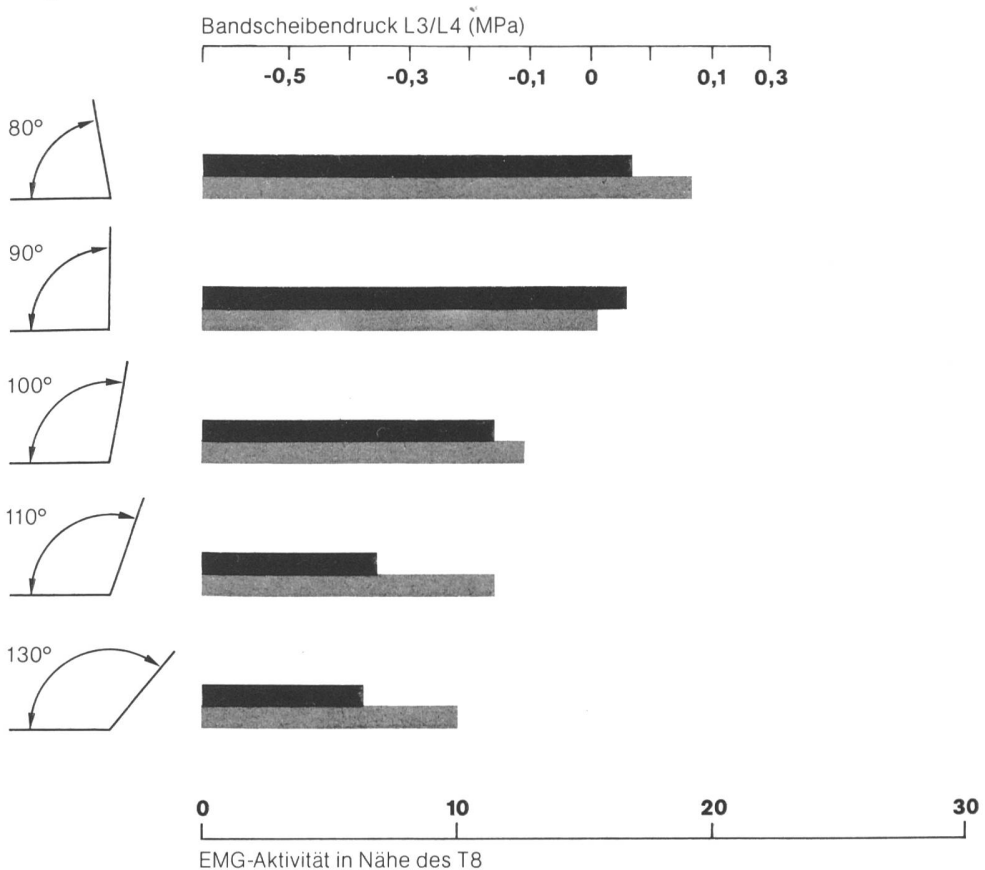 Bandscheibendruck L3/L4 (MPa)
-0,5 -0,3 -0,1 0 0,1 0,3
80°
90°
100°
110°
130°
0 10 20 30
EMG-Aktivität in Nähe des T8